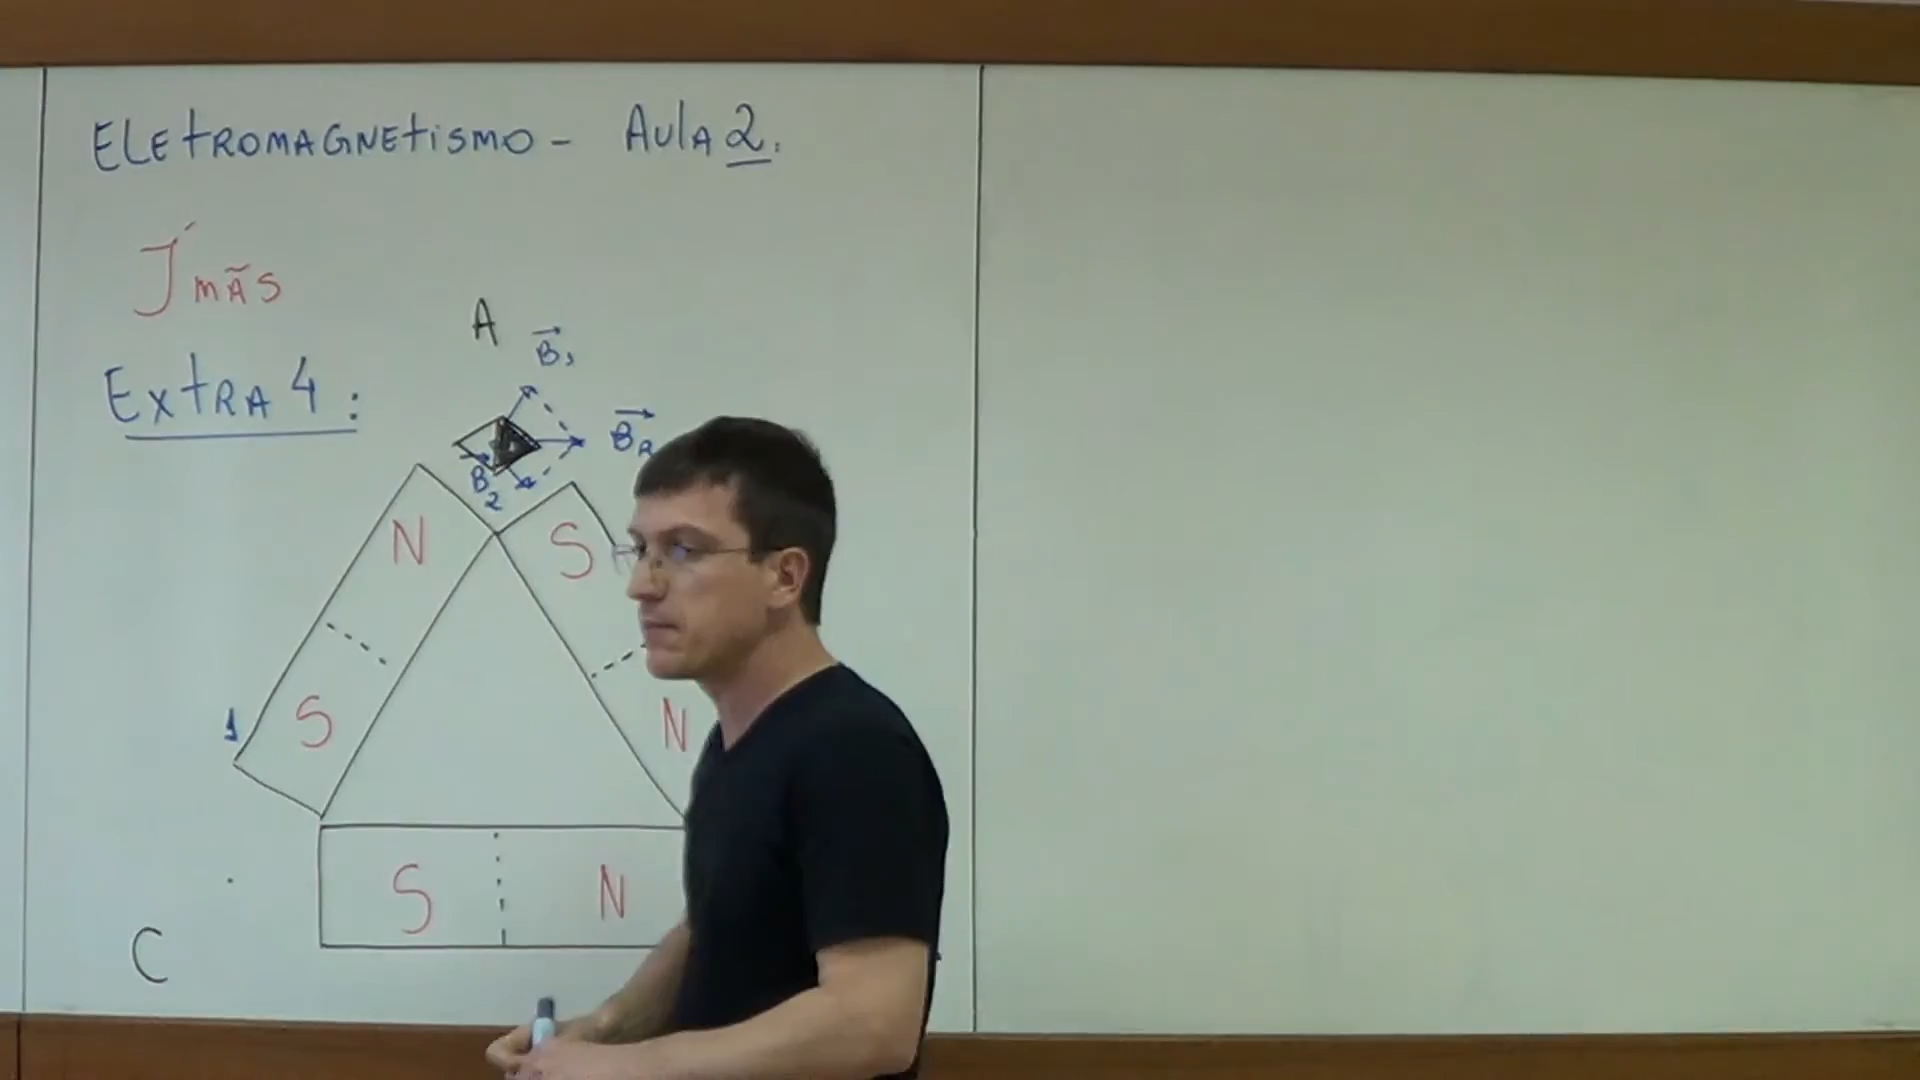 ELEtROMAGNEtiSMO - AulA 2.
ÍmÃS
A
B1
ExtRA 4 :
BR
B2
N S
1 S N
S N
C